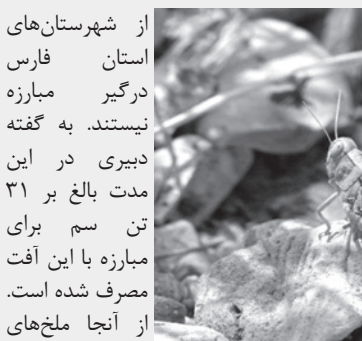 از شهرستان‌های
استان فارس
درگیر مبارزه
نیستند. به گفته
دبیری در این
مدت بالغ بر ۳۱
تن سم برای
مبارزه با این آفت
مصرف شده است.
از آنجا ملخ‌های